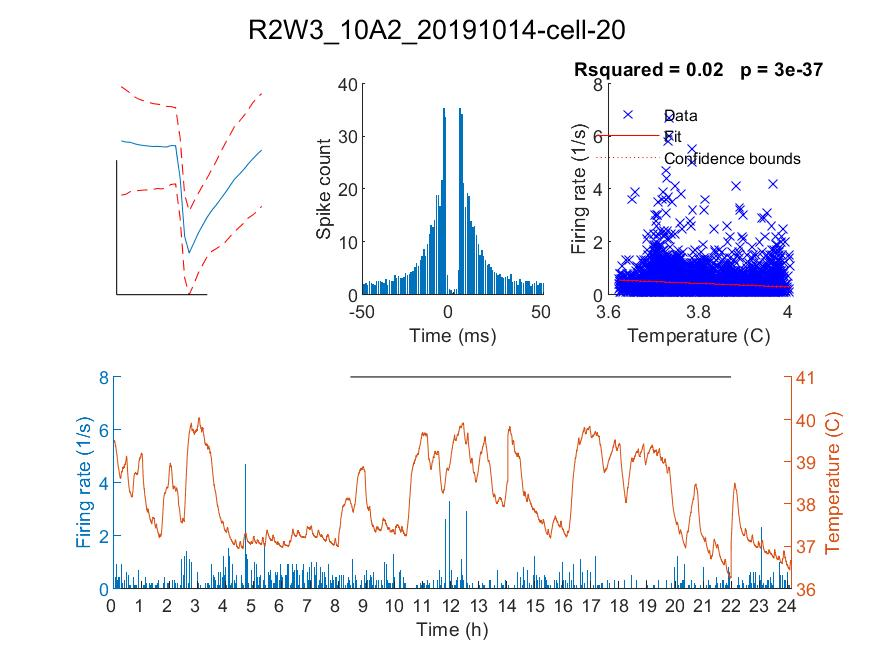 R2W3_10A2_20191014-cell-20
Rsquared = 0.02 p = 3e-37
40
30
20
10
0
Spike count
-50 0 50
Time (ms)
8
6
4
2
0
Firing rate (1/s)
Data
Fit
Confidence bounds
3.6 3.8 4
Temperature (C)
8
6
4
2
0
Firing rate (1/s)
41
40
39
38
37
36
Temperature (C)
0 1 2 3 4 5 6 7 8 9 10 11 12 13 14 15 16 17 18 19 20 21 22 23 24
Time (h)